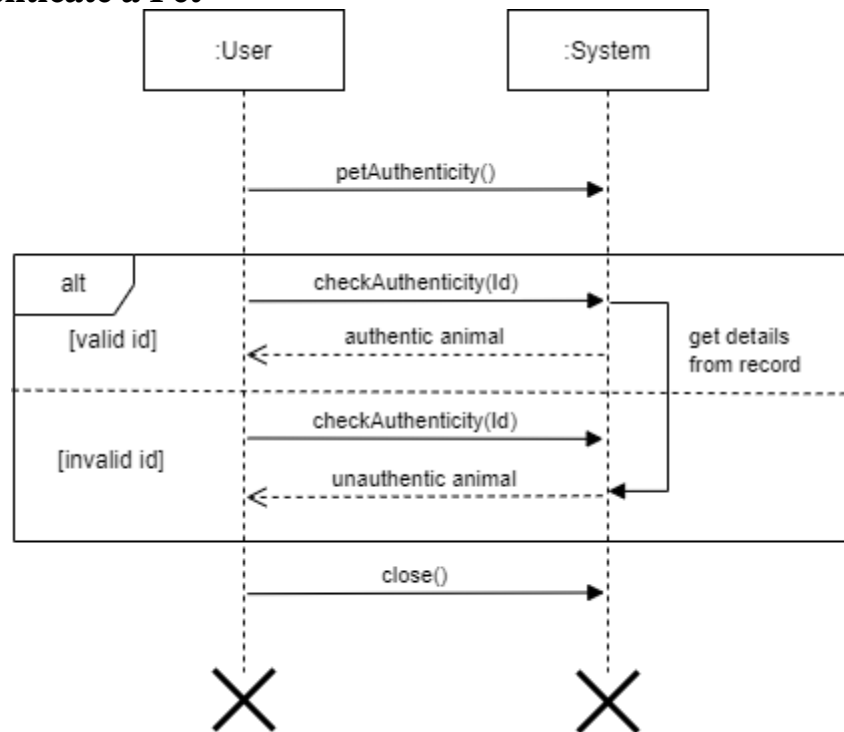 a Pet
:User
:System
petAuthenticity()
alt
checkAuthenticity(Id)
[valid id]
authentic animal
get details
from record
checkAuthenticity(Id)
[invalid id]
unauthentic animal
close()